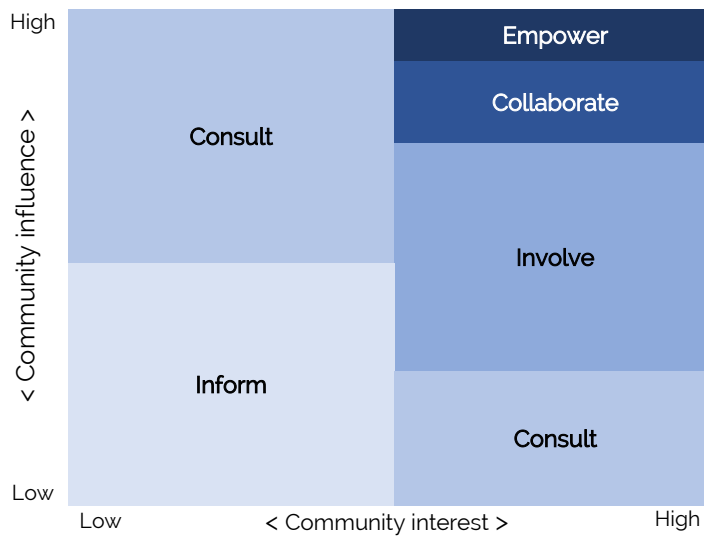 High
Empower
Collaborate
Consult
< Community influence >
Involve
Inform
Consult
Low
Low
< Community interest >
High